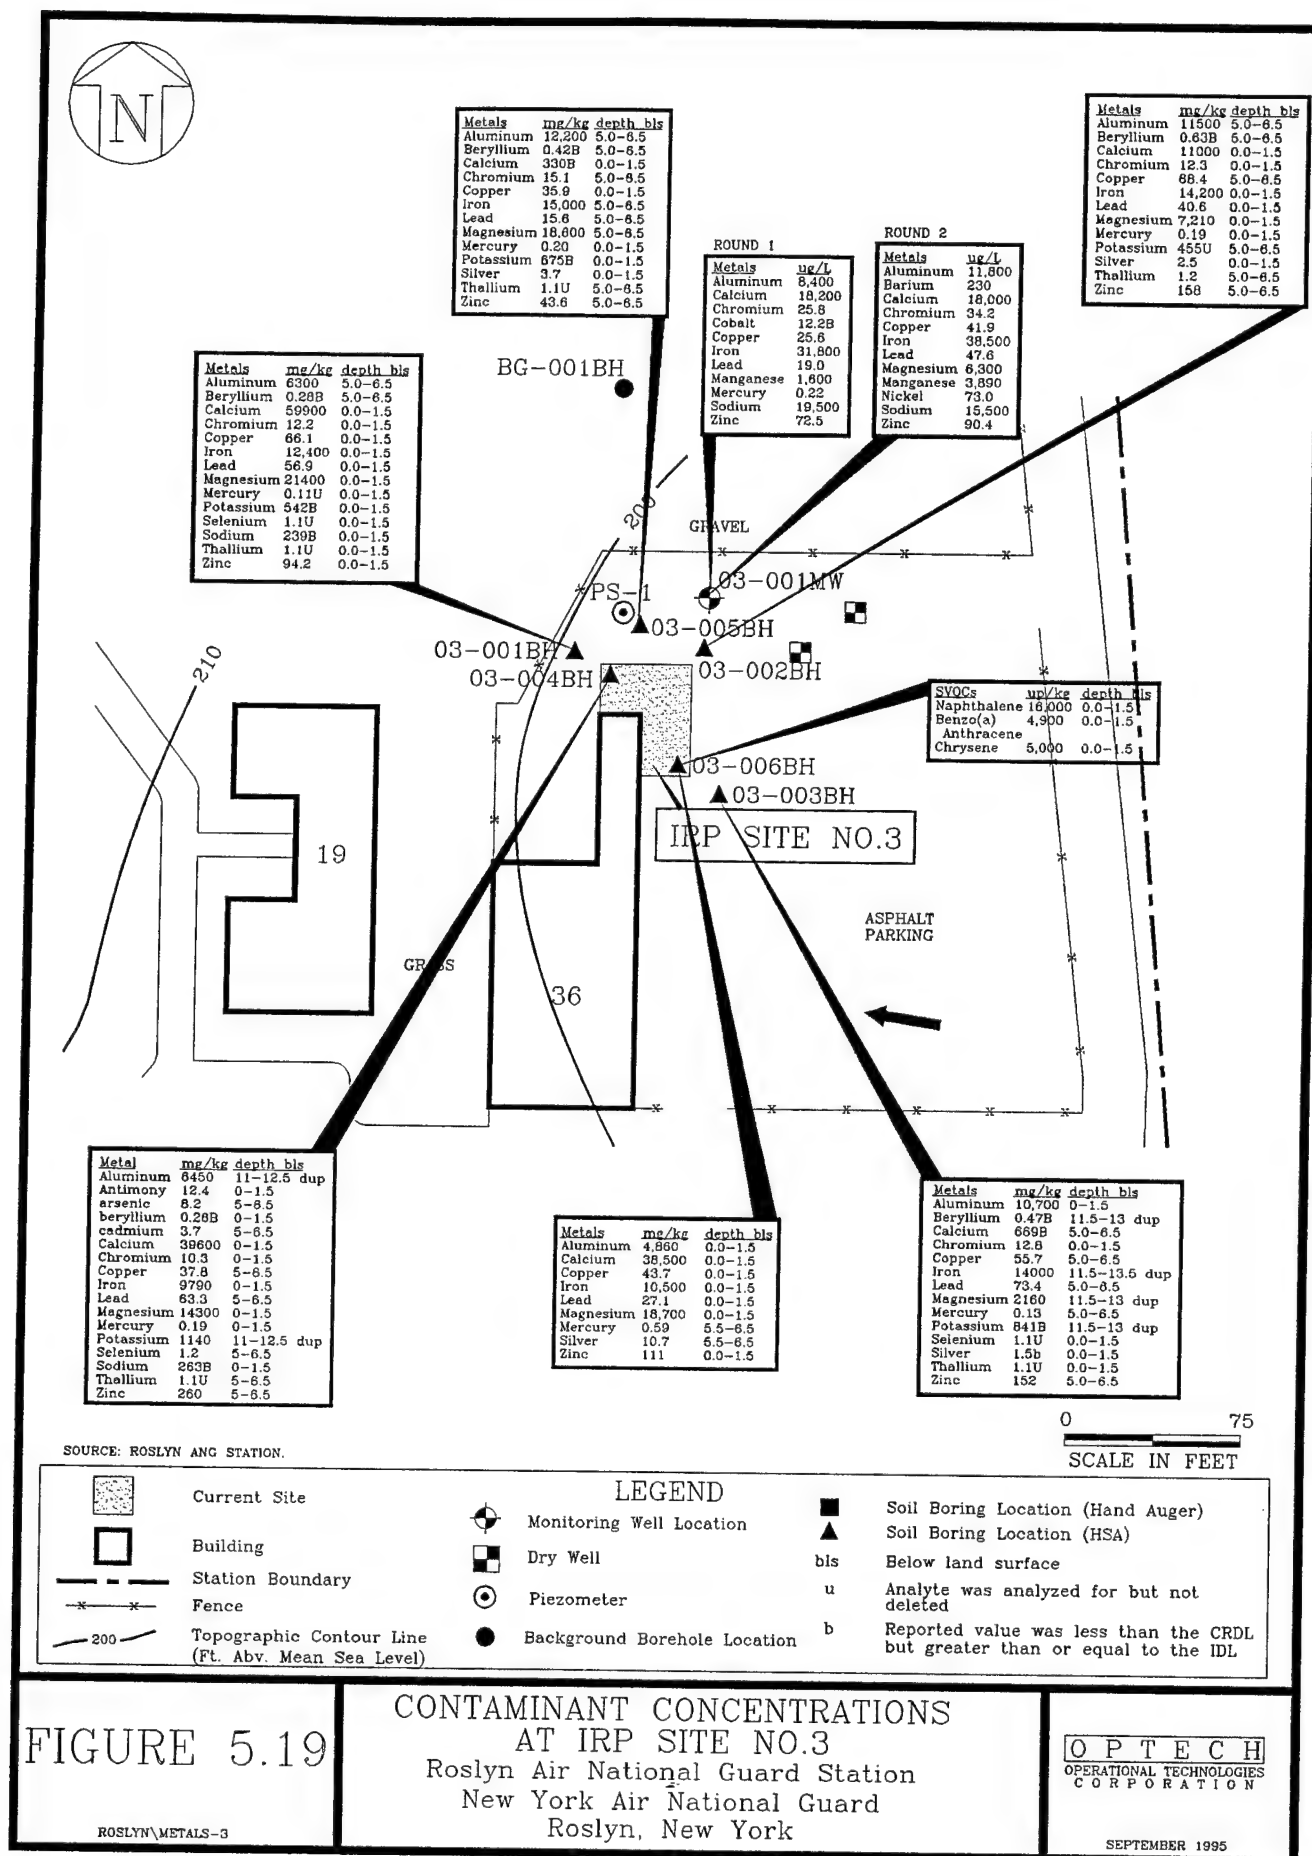 N
Metals mg/kg depth bls
Aluminum 12,200 5.0-6.5
Beryllium 0.42B 5.0-6.5
Calcium 330B 0.0-1.5
Chromium 15.1 5.0-6.5
Copper 35.9 0.0-1.5
Iron 15,000 5.0-6.5
Lead 15.6 5.0-6.5
Magnesium 18,600 5.0-6.5
Mercury 0.20 0.0-1.5
Potassium 675B 0.0-1.5
Silver 3.7 0.0-1.5
Thallium 1.1U 5.0-6.5
Zinc 43.6 5.0-6.5
Metals mg/kg depth bls
Aluminum 11500 5.0-6.5
Beryllium 0.63B 5.0-6.5
Calcium 11000 0.0-1.5
Chromium 12.3 0.0-1.5
Copper 68.4 5.0-6.5
Iron 14,200 0.0-1.5
Lead 40.6 0.0-1.5
Magnesium 7,210 0.0-1.5
Mercury 0.19 0.0-1.5
Potassium 455U 5.0-6.5
Silver 2.5 0.0-1.5
Thallium 1.2 5.0-6.5
Zinc 158 5.0-6.5
ROUND 1
Metals ug/L
Aluminum 8,400
Calcium 18,200
Chromium 25.8
Cobalt 12.2B
Copper 25.6
Iron 31,800
Lead 19.0
Manganese 1,600
Mercury 0.22
Sodium 19,500
Zinc 72.5
ROUND 2
Metals ug/L
Aluminum 11,800
Barium 230
Calcium 18,000
Chromium 34.2
Copper 41.9
Iron 38,500
Lead 47.6
Magnesium 6,300
Manganese 3,890
Nickel 73.0
Sodium 15,500
Zinc 90.4
BG-001BH
Metals mg/kg depth bls
Aluminum 6300 5.0-6.5
Beryllium 0.28B 5.0-6.5
Calcium 59900 0.0-1.5
Chromium 12.2 0.0-1.5
Copper 66.1 0.0-1.5
Iron 12,400 0.0-1.5
Lead 56.9 0.0-1.5
Magnesium 21400 0.0-1.5
Mercury 0.11U 0.0-1.5
Potassium 542B 0.0-1.5
Selenium 1.1U 0.0-1.5
Sodium 239B 0.0-1.5
Thallium 1.1U 0.0-1.5
Zinc 94.2 0.0-1.5
200
GRAVEL
PS-1
03-001MW
03-005BH
03-001BH
03-002BH
03-004BH
210
SVOCs up/kg depth bls
Naphthalene 16,000 0.0-1.5
Benzo(a) 4,900 0.0-1.5
Anthracene
Chrysene 5,000 0.0-1.5
03-006BH
03-003BH
IRP SITE NO.3
19
ASPHALT
PARKING
GRASS
36
Metal mg/kg depth bls
Aluminum 6450 11-12.5 dup
Antimony 12.4 0-1.5
arsenic 8.2 5-6.5
beryllium 0.28B 0-1.5
cadmium 3.7 5-6.5
Calcium 39600 0-1.5
Chromium 10.3 0-1.5
Copper 37.8 5-6.5
Iron 9790 0-1.5
Lead 63.3 5-6.5
Magnesium 14300 0-1.5
Mercury 0.19 0-1.5
Potassium 1140 11-12.5 dup
Selenium 1.2 5-6.5
Sodium 263B 0-1.5
Thallium 1.1U 5-6.5
Zinc 260 5-6.5
Metals mg/kg depth bls
Aluminum 4,860 0.0-1.5
Calcium 38,500 0.0-1.5
Copper 43.7 0.0-1.5
Iron 10,500 0.0-1.5
Lead 27.1 0.0-1.5
Magnesium 18,700 0.0-1.5
Mercury 0.59 5.5-6.5
Silver 10.7 5.5-6.5
Zinc 111 0.0-1.5
Metals mg/kg depth bls
Aluminum 10,700 0-1.5
Beryllium 0.47B 11.5-13 dup
Calcium 669B 5.0-6.5
Chromium 12.8 0.0-1.5
Copper 55.7 5.0-6.5
Iron 14000 11.5-13.5 dup
Lead 73.4 5.0-6.5
Magnesium 2160 11.5-13 dup
Mercury 0.13 5.0-6.5
Potassium 841B 11.5-13 dup
Selenium 1.1U 0.0-1.5
Silver 1.5b 0.0-1.5
Thallium 1.1U 0.0-1.5
Zinc 152 5.0-6.5
0 75
SCALE IN FEET
SOURCE: ROSLYN ANG STATION.
LEGEND
Current Site
Building
Station Boundary
Fence
200 Topographic Contour Line
(Ft. Abv. Mean Sea Level)
Monitoring Well Location
Dry Well
Piezometer
Background Borehole Location
Soil Boring Location (Hand Auger)
Soil Boring Location (HSA)
bls Below land surface
u Analyte was analyzed for but not
deleted
b Reported value was less than the CRDL
but greater than or equal to the IDL
FIGURE 5.19
ROSLYN\METALS-3
CONTAMINANT CONCENTRATIONS
AT IRP SITE NO.3
Roslyn Air National Guard Station
New York Air National Guard
Roslyn, New York
OPTECH
OPERATIONAL TECHNOLOGIES
CORPORATION
SEPTEMBER 1995